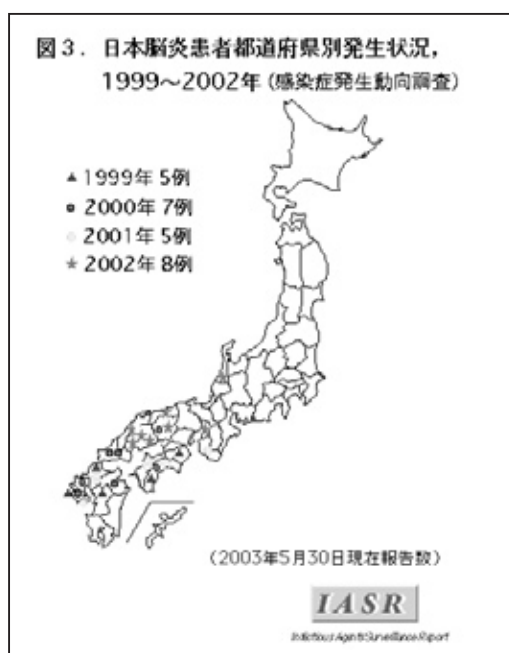 図3．日本脳炎患者都道府県別発生状況，
1999～2002年 (感染症発生動向調査)
▲ 1999年 5例
2000年 7例
2001年 5例
★ 2002年 8例
(2003年5月30日現在報告数)
IASR
Infectious Agents Surveillance Report